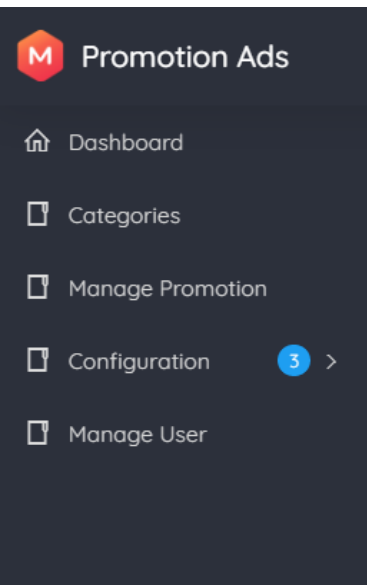 M Promotion Ads
Dashboard
Categories
Manage Promotion
Configuration 3
Manage User